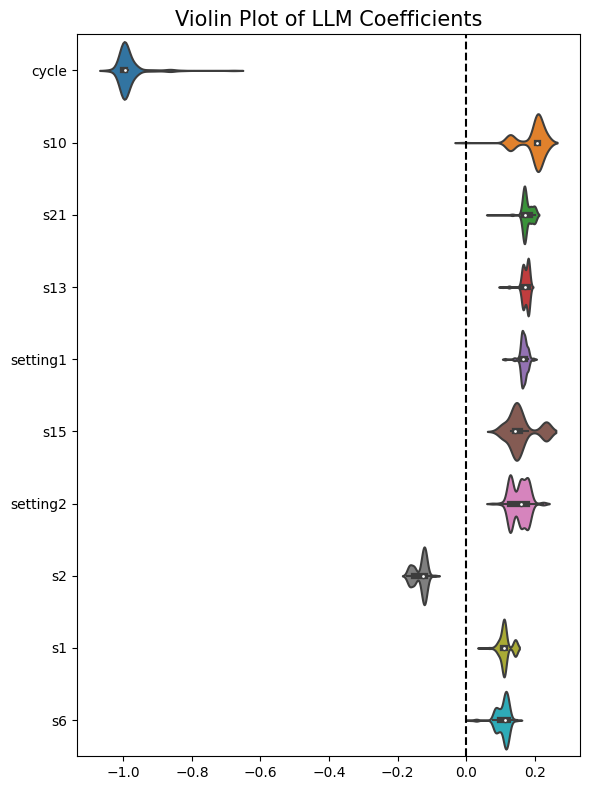 Violin Plot of LLM Coefficients
cycle
s10
s21
s13
setting1
s15
setting2
s2
s1
s6
−1.0 −0.8 −0.6 −0.4 −0.2 0.0 0.2